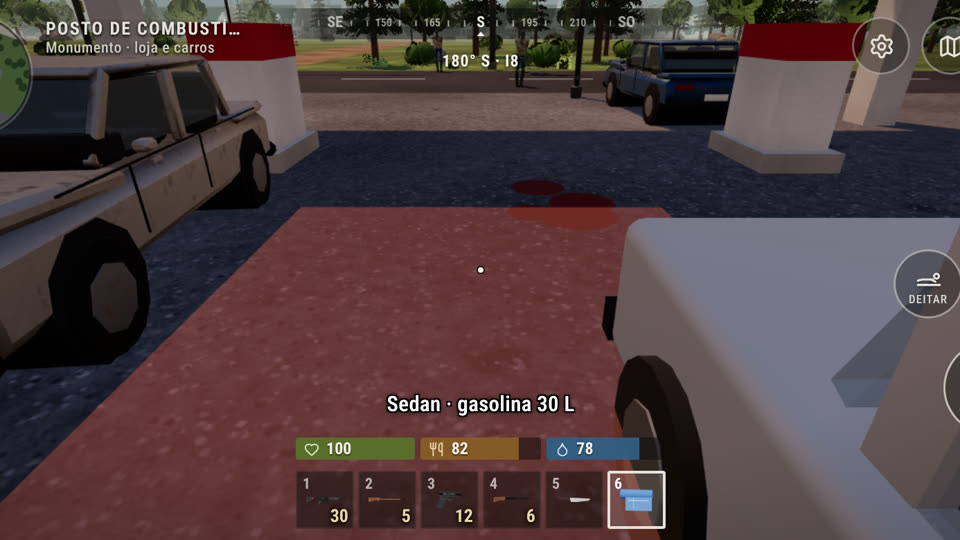 POSTO DE COMBUSTÍ…
Monumento · loja e carros
SE 150 165 S 195 210 SO
180° S · I8
DEITAR
Sedan · gasolina 30 L
100 82 78
1 2 3 4 5 6
30 5 12 6